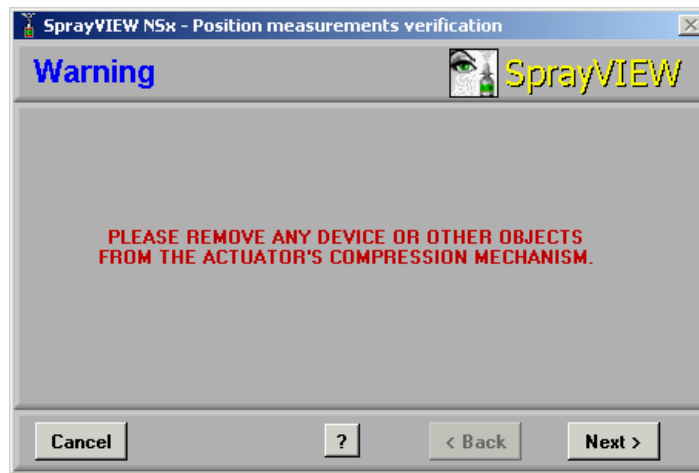 SprayVIEW NSx - Position measurements verification
Warning
SprayVIEW
PLEASE REMOVE ANY DEVICE OR OTHER OBJECTS
FROM THE ACTUATOR'S COMPRESSION MECHANISM.
Cancel
?
< Back
Next >